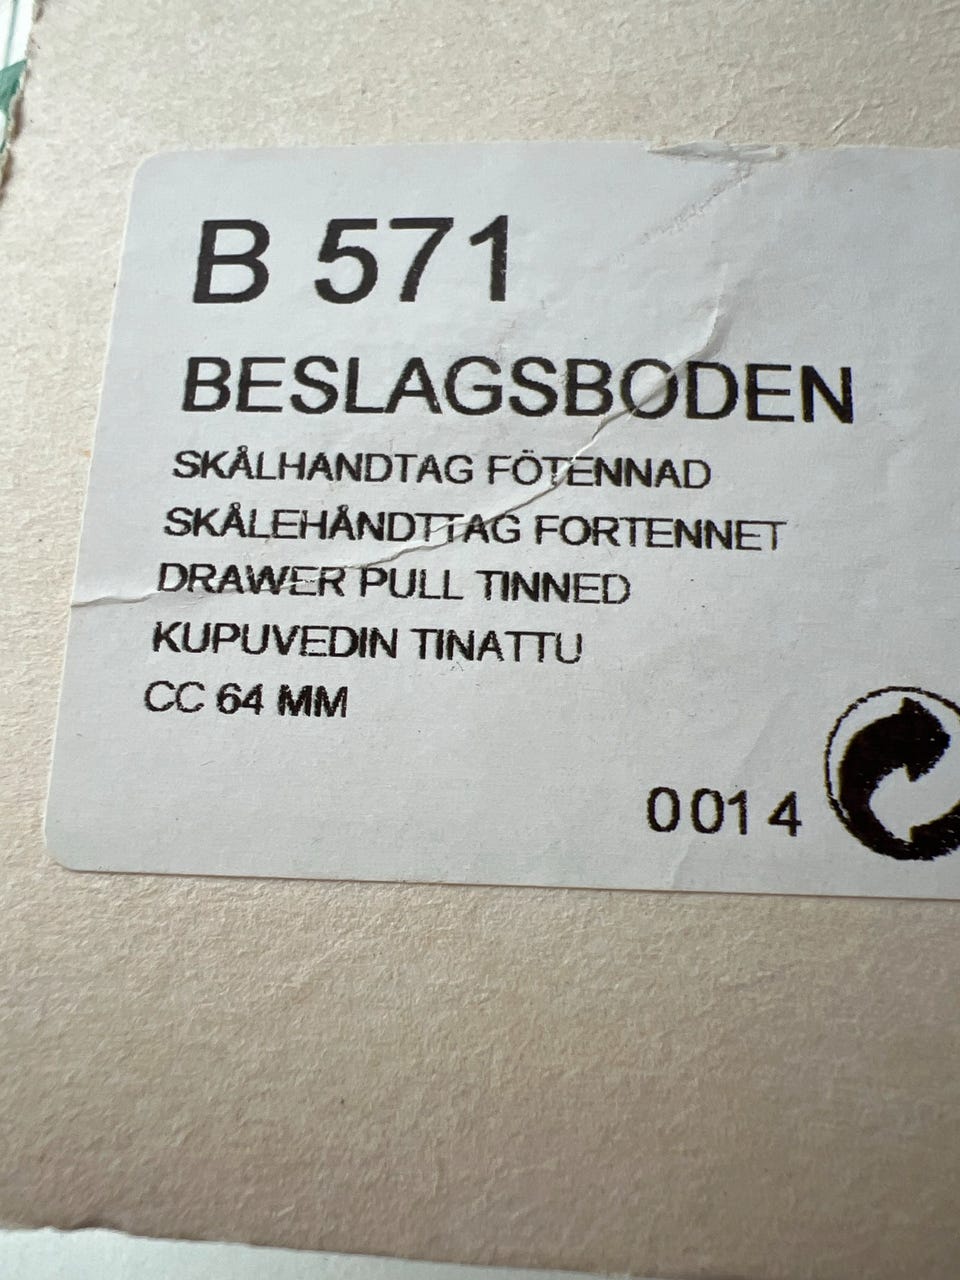 B 571
BESLAGSBODEN
SKÅLHANDTAG FÖTENNAD
SKÅLEHÅNDTTAG FORTENNET
DRAWER PULL TINNED
KUPUVEDIN TINATTU
CC 64 MM
0014